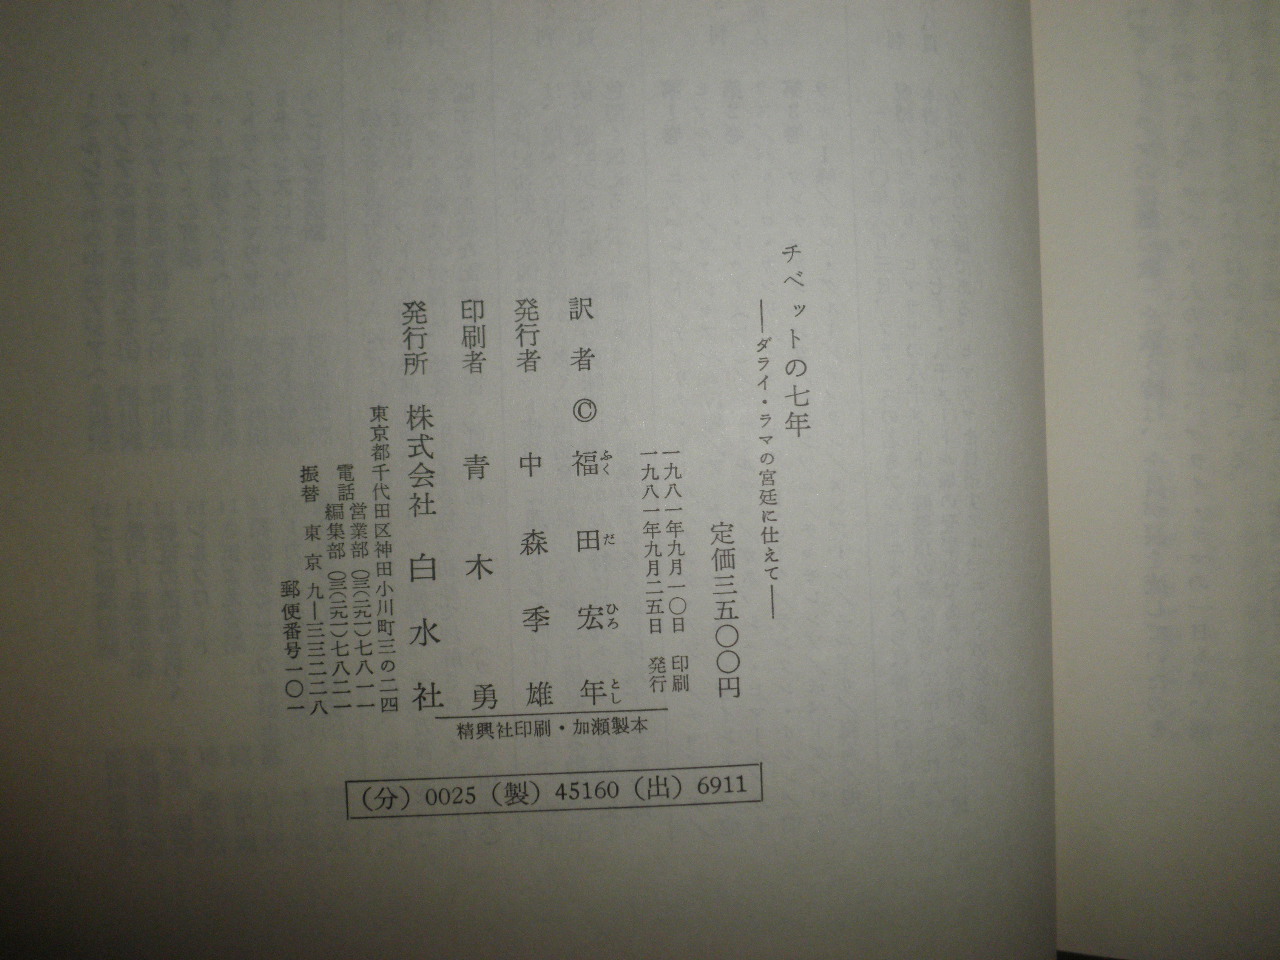 チベットの七年
――ダライ・ラマの宮廷に仕えて――
定価三五〇〇円
一九八一年九月一〇日 印刷
一九八一年九月二五日 発行
訳者 © 福田宏年
ふくだひろとし
発行者 中森季雄
印刷者 青木勇
発行所 株式会社 白水社
東京都千代田区神田小川町三の二四
電話 営業部(〇三)(二九一)七八一一
編集部(〇三)(二九一)七八二一
振替 東京 九―三三二二八
郵便番号一〇一
精興社印刷・加瀬製本
(分)0025(製)45160(出)6911